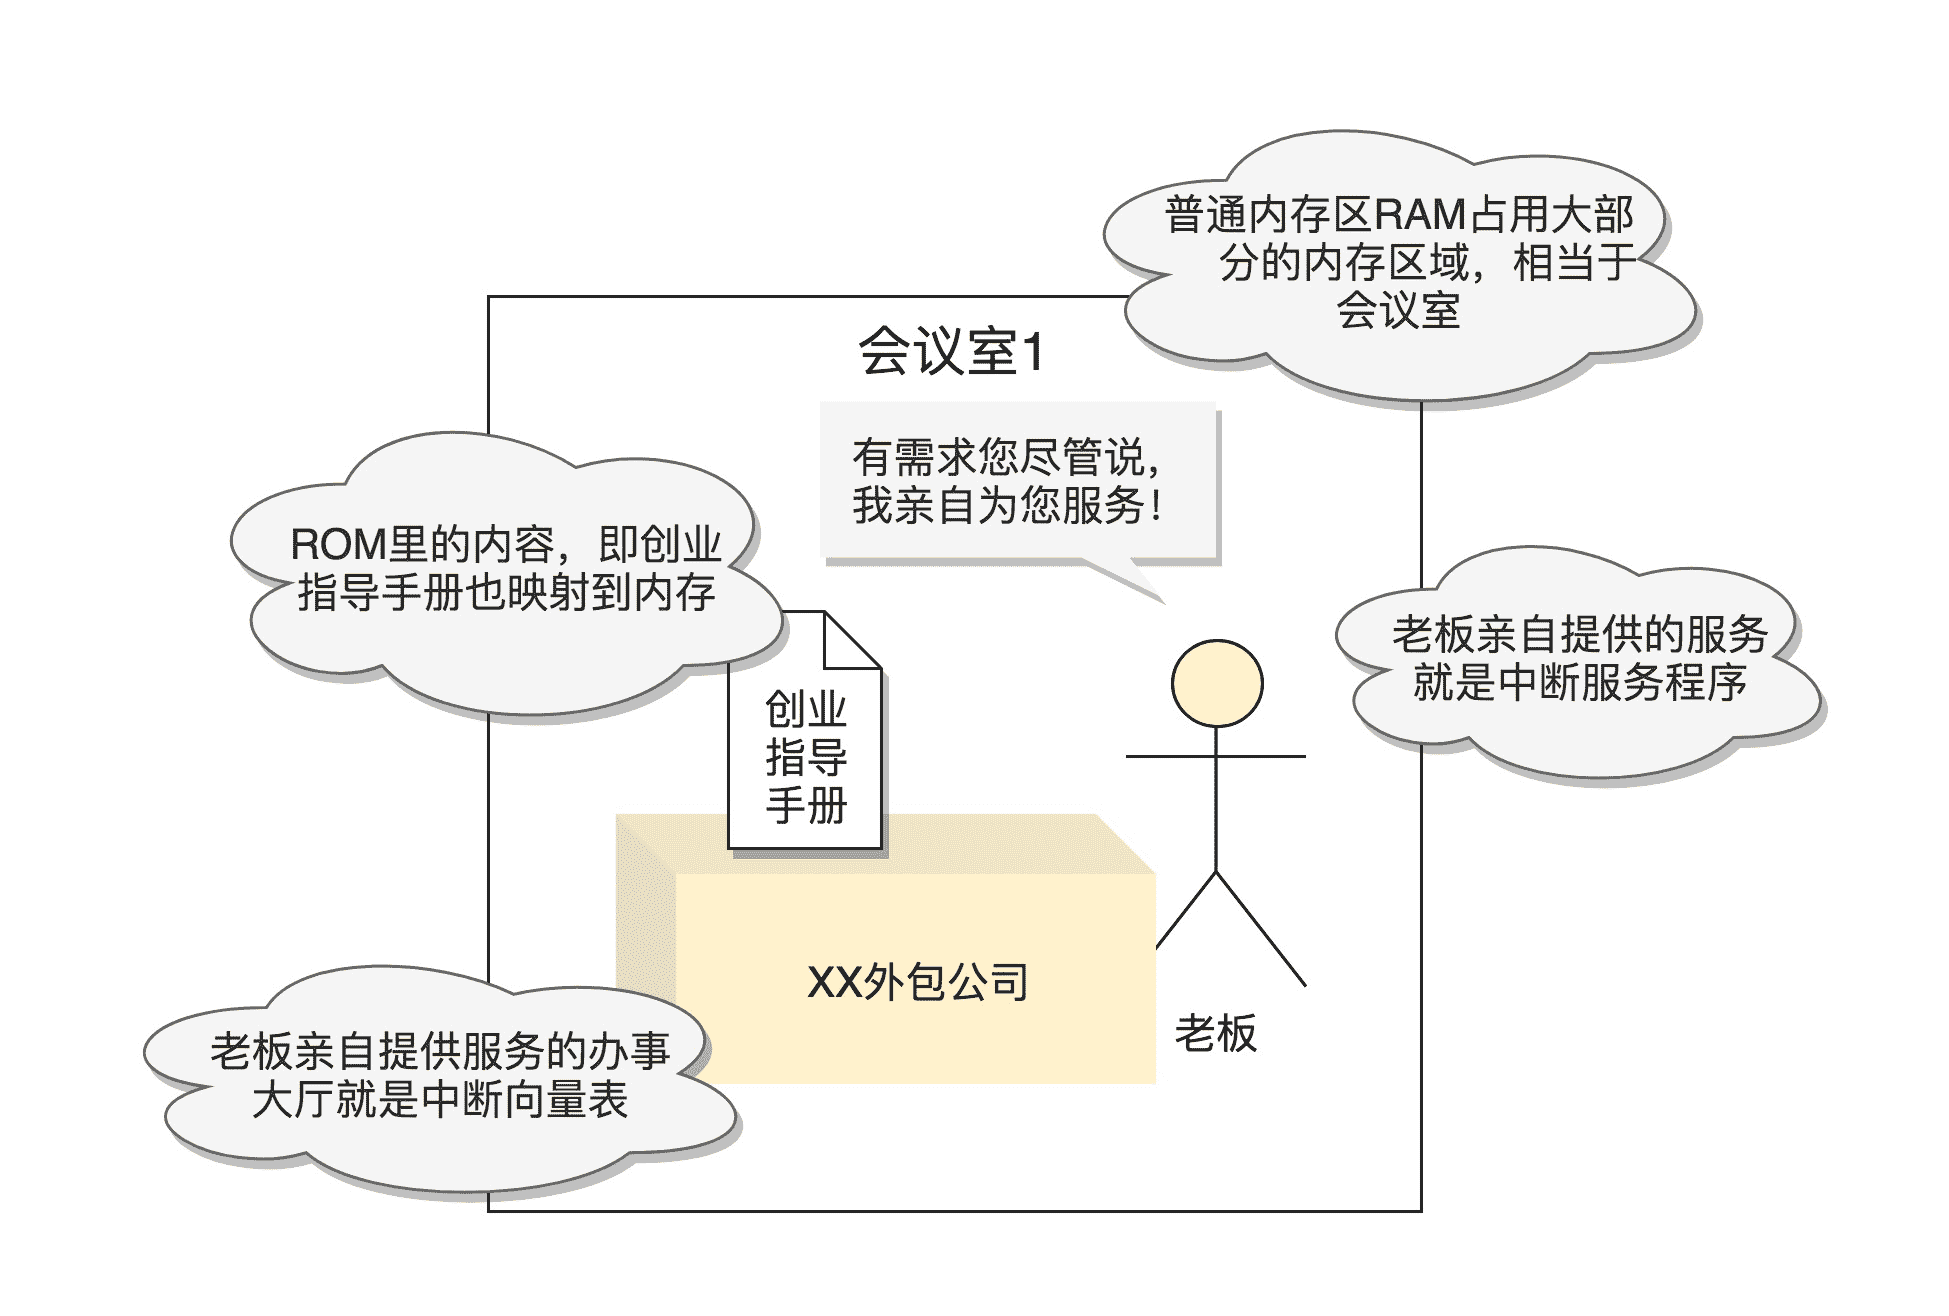 普通内存区RAM占用大部
分的内存区域，相当于
会议室
会议室1
有需求您尽管说，
我亲自为您服务！
ROM里的内容，即创业
指导手册也映射到内存
老板亲自提供的服务
就是中断服务程序
创业
指导
手册
XX外包公司
老板
老板亲自提供服务的办事
大厅就是中断向量表